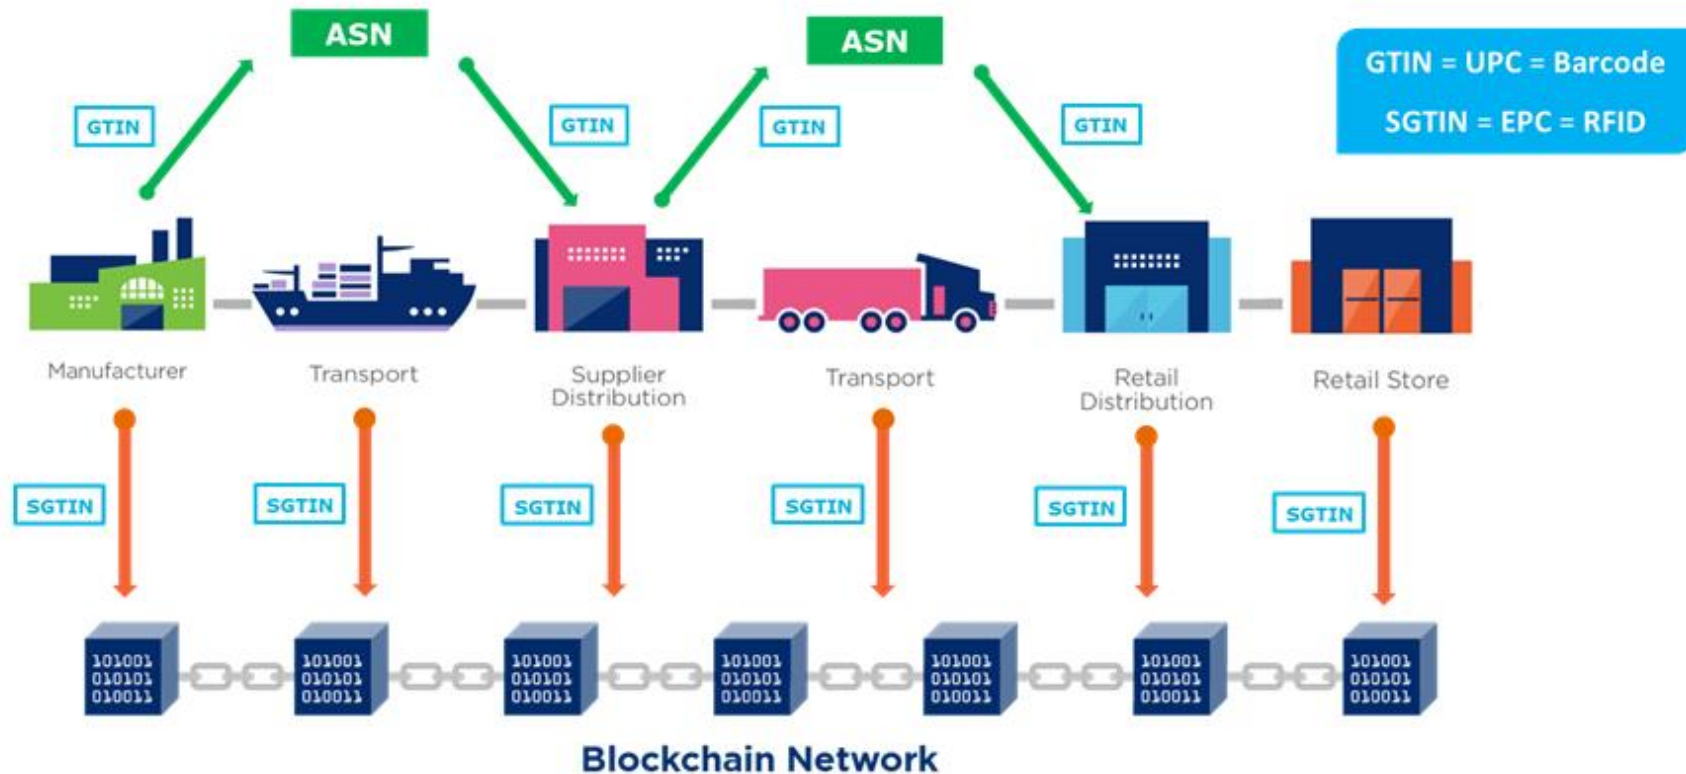 ASN
ASN
GTIN = UPC = Barcode
SGTIN = EPC = RFID
GTIN
GTIN
GTIN
GTIN
Manufacturer
Transport
Supplier
Distribution
Transport
Retail
Distribution
Retail Store
SGTIN
SGTIN
SGTIN
SGTIN
SGTIN
SGTIN
101001
010101
010011
101001
010101
010011
101001
010101
010011
101001
010101
010011
101001
010101
010011
101001
010101
010011
101001
010101
010011
Blockchain Network